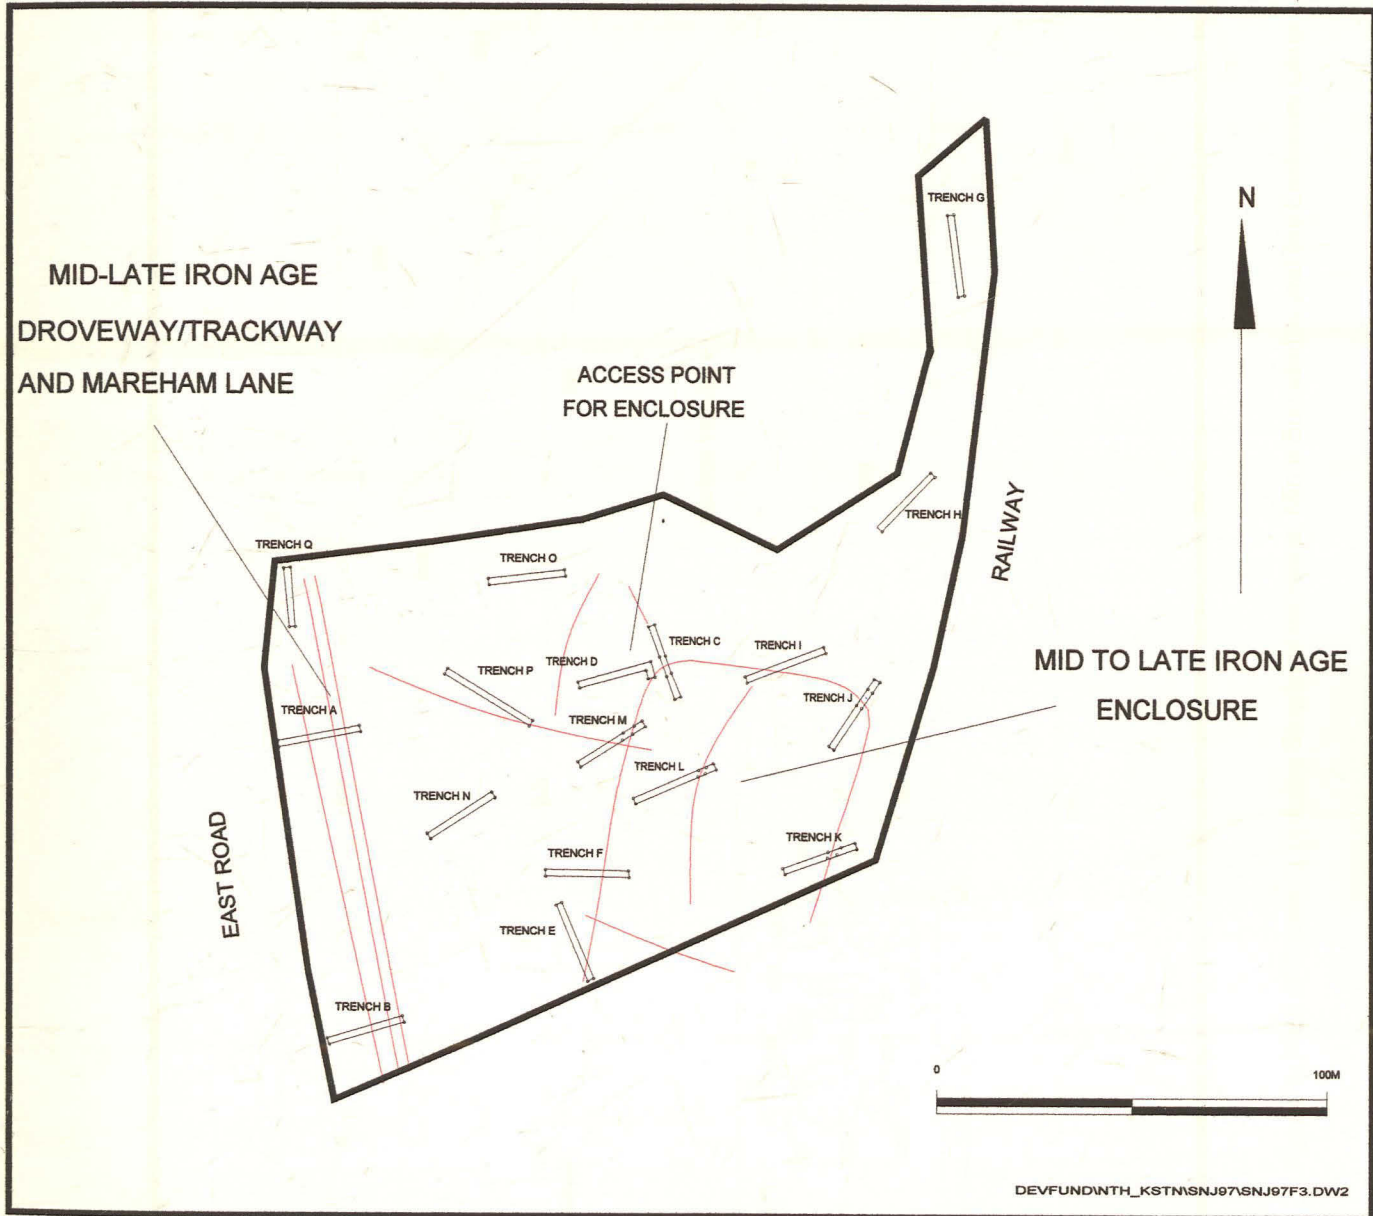 TRENCH G
N
MID-LATE IRON AGE
DROVEWAY/TRACKWAY
AND MAREHAM LANE
ACCESS POINT
FOR ENCLOSURE
TRENCH H
RAILWAY
TRENCH Q
TRENCH O
TRENCH C
TRENCH I
TRENCH P
TRENCH D
MID TO LATE IRON AGE
ENCLOSURE
TRENCH A
TRENCH M
TRENCH J
TRENCH L
TRENCH N
TRENCH K
TRENCH F
EAST ROAD
TRENCH E
TRENCH B
0
100M
DEVFUND\NTH_KSTN\SNJ97\SNJ97F3.DW2